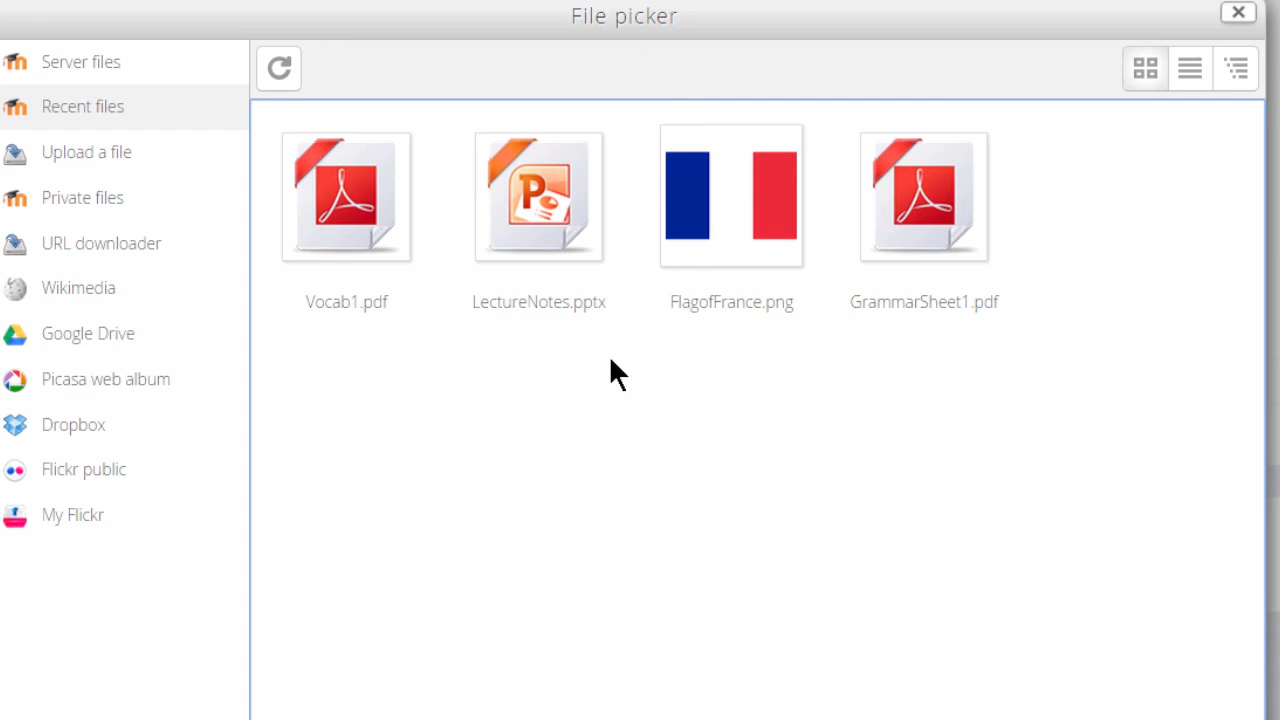 File picker
Server files
Recent files
Upload a file
Private files
URL downloader
Wikimedia
Google Drive
Picasa web album
Dropbox
Flickr public
My Flickr
Vocab1.pdf
LectureNotes.pptx
FlagofFrance.png
GrammarSheet1.pdf